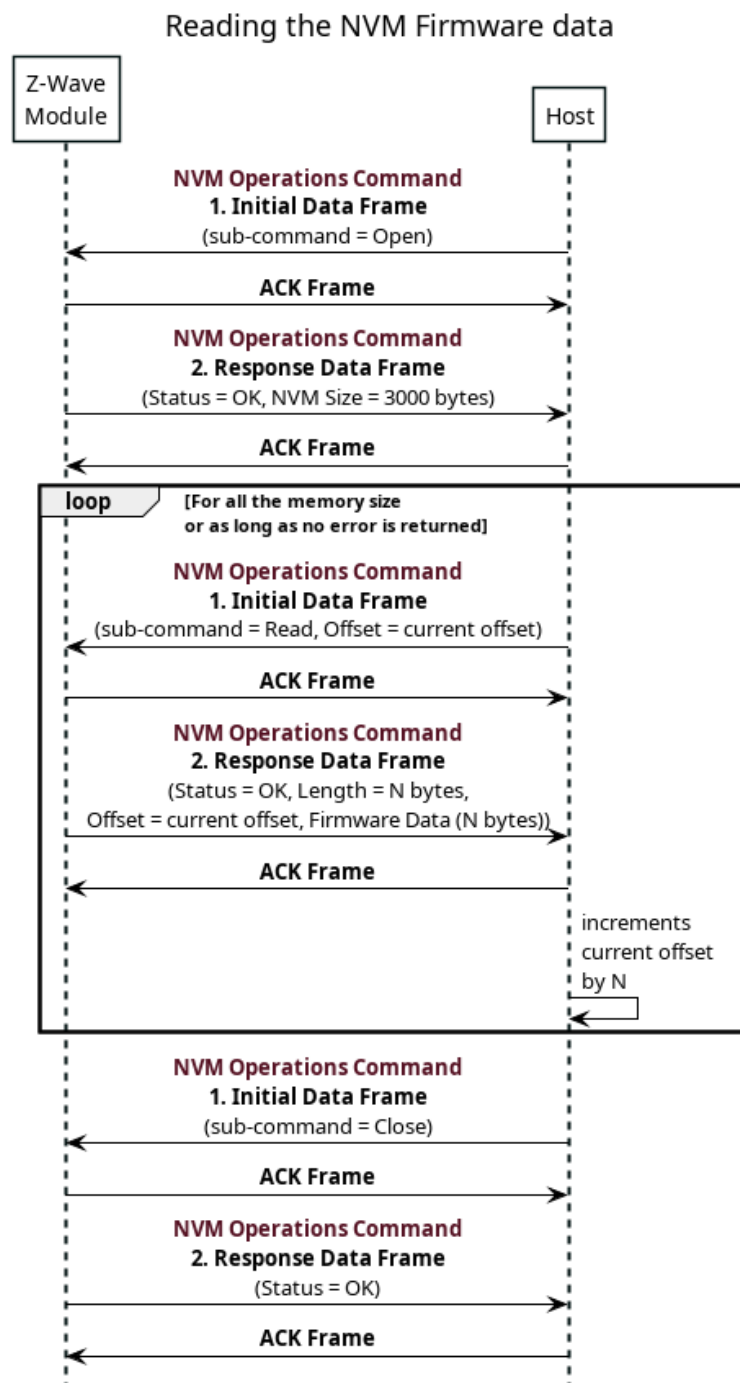 Reading the NVM Firmware data
Z-Wave
Module
Host
NVM Operations Command
1. Initial Data Frame
(sub-command = Open)
ACK Frame
NVM Operations Command
2. Response Data Frame
(Status = OK, NVM Size = 3000 bytes)
ACK Frame
loop
[For all the memory size
or as long as no error is returned]
NVM Operations Command
1. Initial Data Frame
(sub-command = Read, Offset = current offset)
ACK Frame
NVM Operations Command
2. Response Data Frame
(Status = OK, Length = N bytes,
Offset = current offset, Firmware Data (N bytes))
ACK Frame
increments
current offset
by N
NVM Operations Command
1. Initial Data Frame
(sub-command = Close)
ACK Frame
NVM Operations Command
2. Response Data Frame
(Status = OK)
ACK Frame